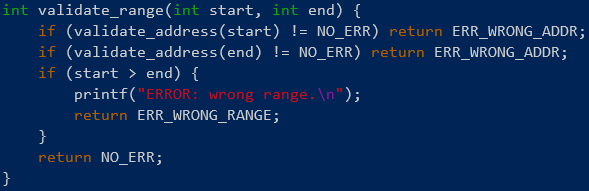 int validate_range(int start, int end) {
    if (validate_address(start) != NO_ERR) return ERR_WRONG_ADDR;
    if (validate_address(end) != NO_ERR) return ERR_WRONG_ADDR;
    if (start > end) {
        printf("ERROR: wrong range.\n");
        return ERR_WRONG_RANGE;
    }
    return NO_ERR;
}